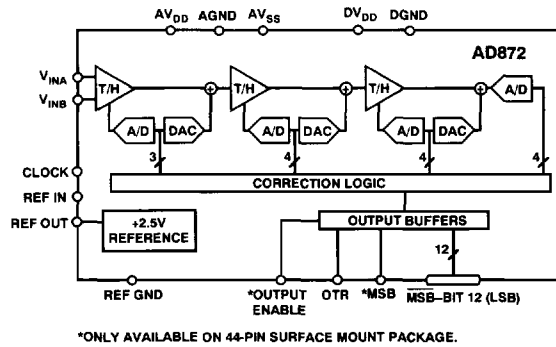 AVDD AGND AVSS DVDD DGND
AD872
VINA
VINB
T/H T/H T/H A/D
A/D DAC A/D DAC A/D DAC
3 4 4 4
CLOCK
CORRECTION LOGIC
REF IN
REF OUT
+2.5V
REFERENCE
OUTPUT BUFFERS
12
REF GND
*OUTPUT
ENABLE
OTR
*MSB
MSB–BIT 12 (LSB)
*ONLY AVAILABLE ON 44-PIN SURFACE MOUNT PACKAGE.